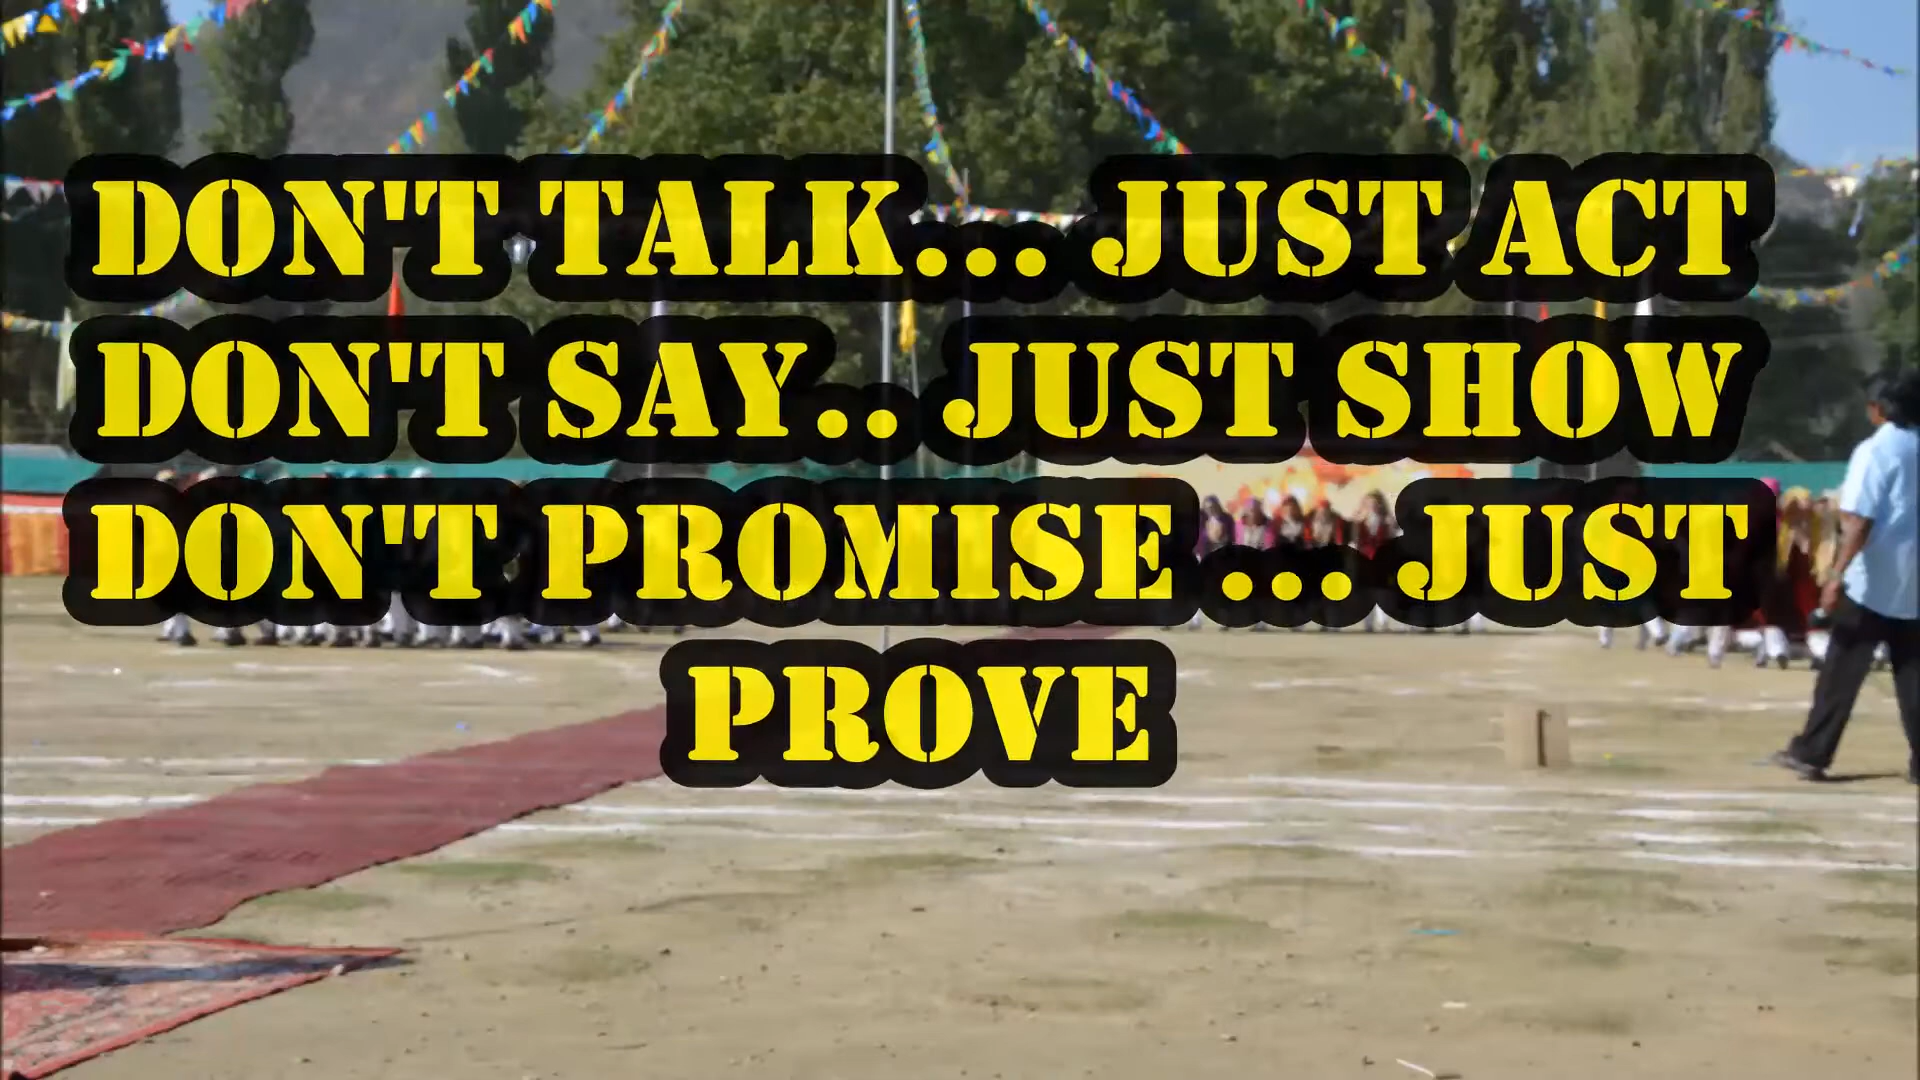 DON'T TALK... JUST ACT
DON'T SAY.. JUST SHOW
DON'T PROMISE ... JUST
PROVE